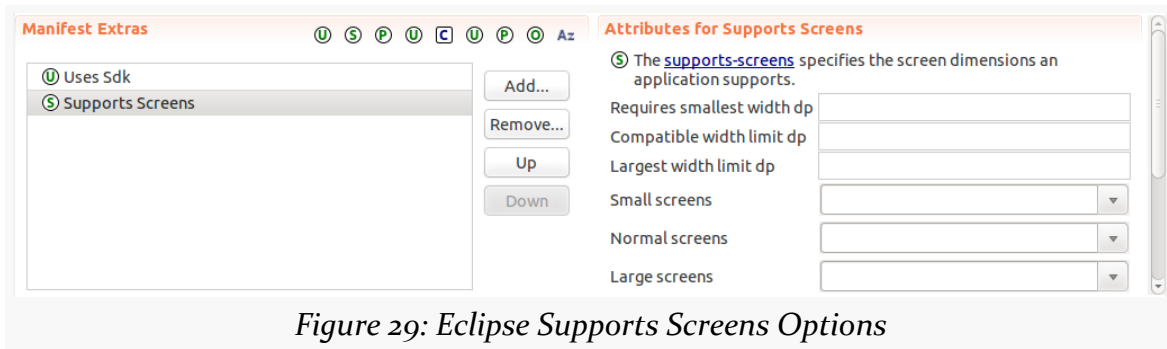 Manifest Extras
U S P U C U P O Az
U Uses Sdk
S Supports Screens
Add...
Remove...
Up
Down
Attributes for Supports Screens
S The supports-screens specifies the screen dimensions an
application supports.
Requires smallest width dp
Compatible width limit dp
Largest width limit dp
Small screens
Normal screens
Large screens
Figure 29: Eclipse Supports Screens Options